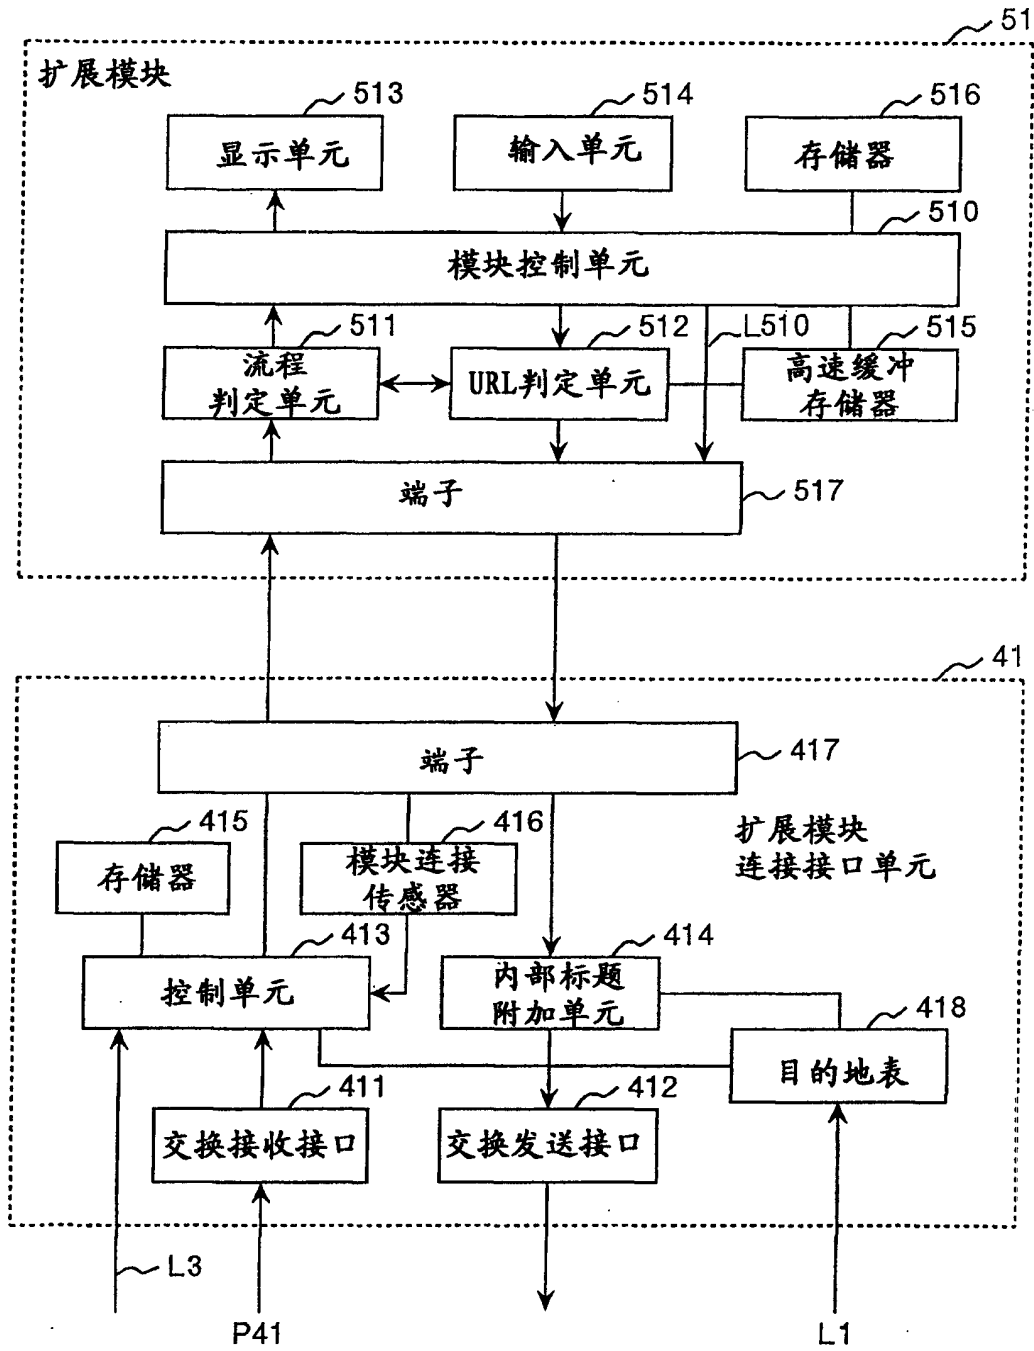 51
扩展模块
513
514
516
显示单元
输入单元
存储器
510
模块控制单元
511
512
L510
515
流程
判定单元
URL判定单元
高速缓冲
存储器
端子
517
41
端子
417
415
416
扩展模块
连接接口单元
存储器
模块连接
传感器
413
414
控制单元
内部标题
附加单元
418
目的地表
411
412
交换接收接口
交换发送接口
L3
P41
L1